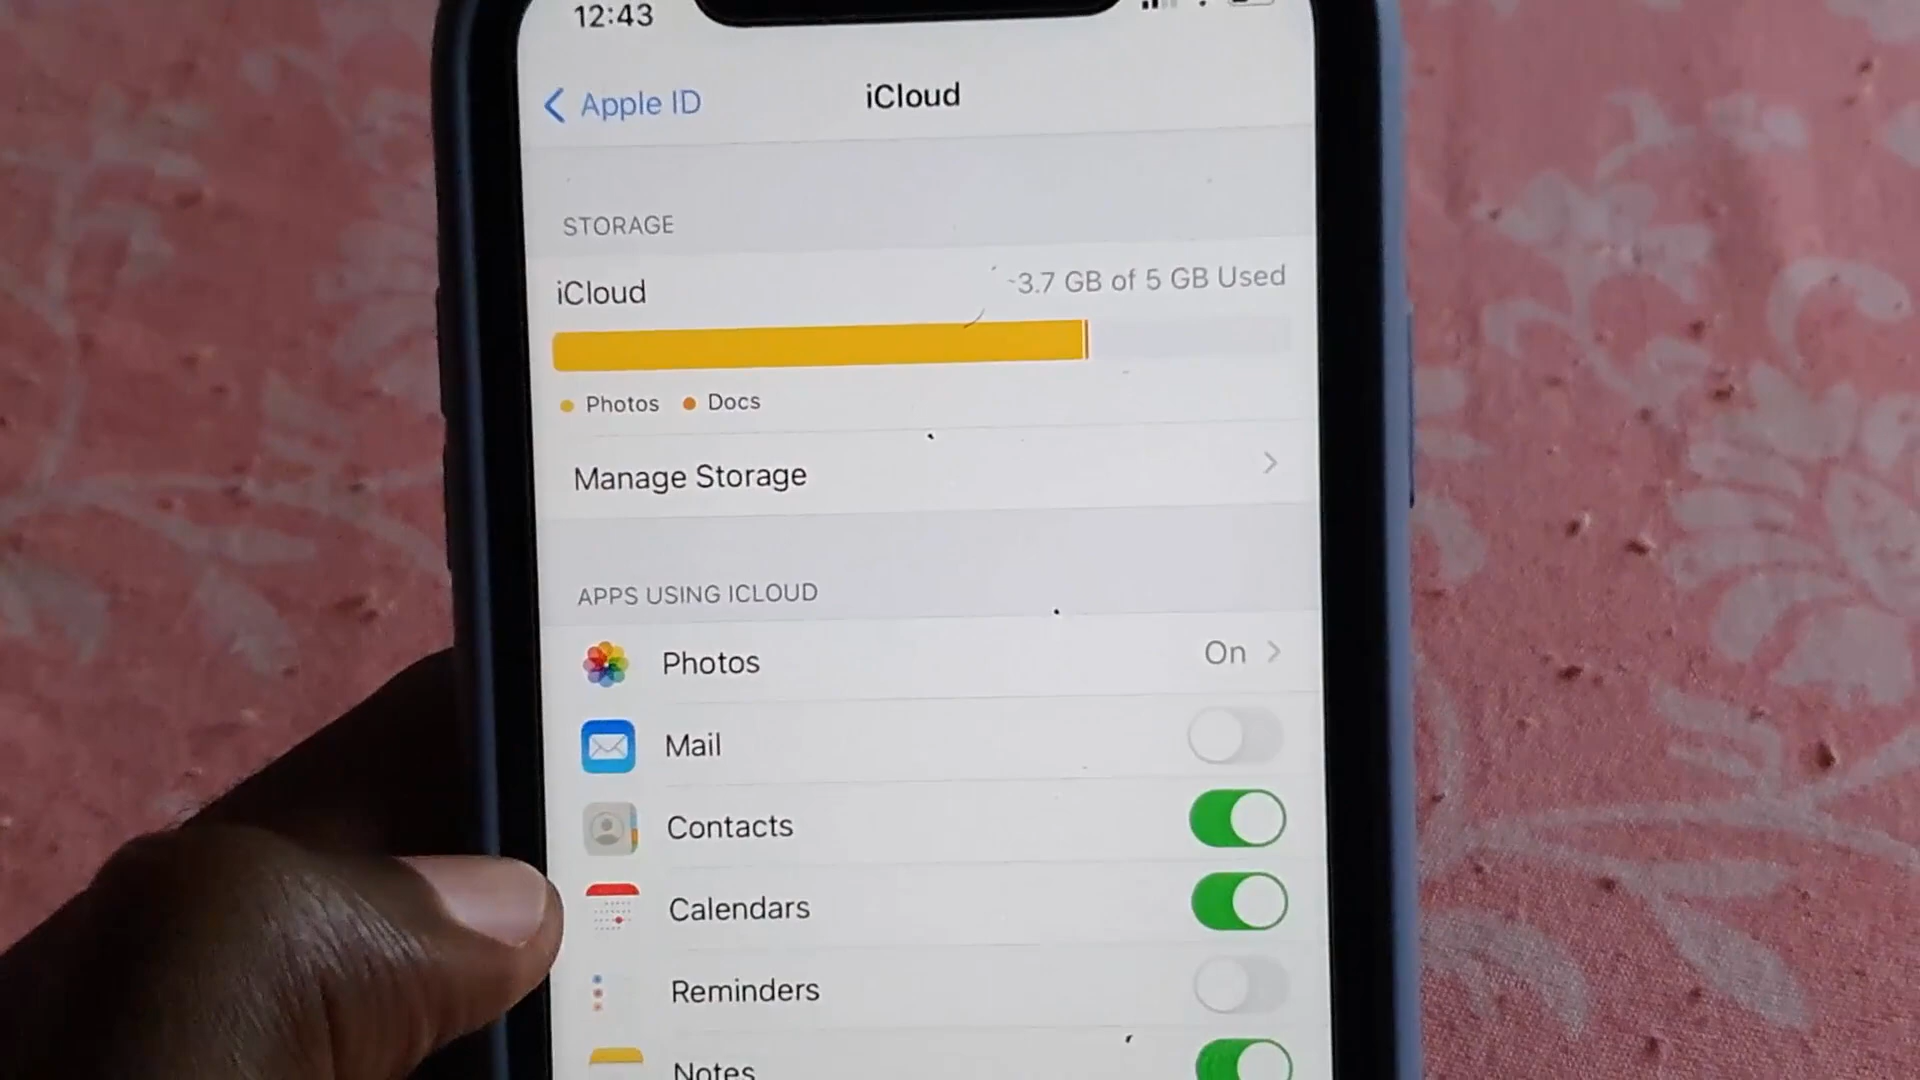 12:43
Apple ID
iCloud
STORAGE
iCloud
3.7 GB of 5 GB Used
Photos
Docs
Manage Storage
APPS USING ICLOUD
Photos
On
Mail
Contacts
Calendars
Reminders
Notes